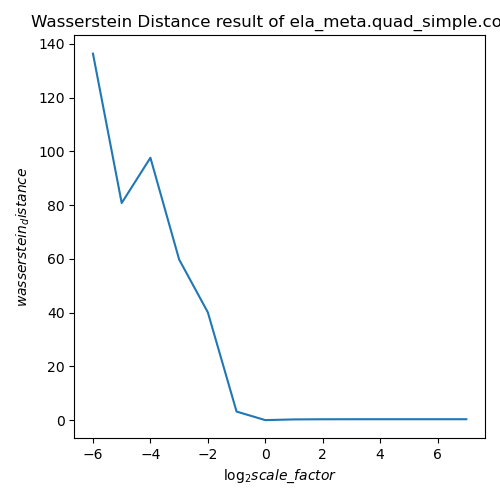 Wasserstein Distance result of ela_meta.quad_simple.co
140
120
100
80
60
40
20
0
wasserstein_distance
−6 −4 −2 0 2 4 6
log₂scale_factor